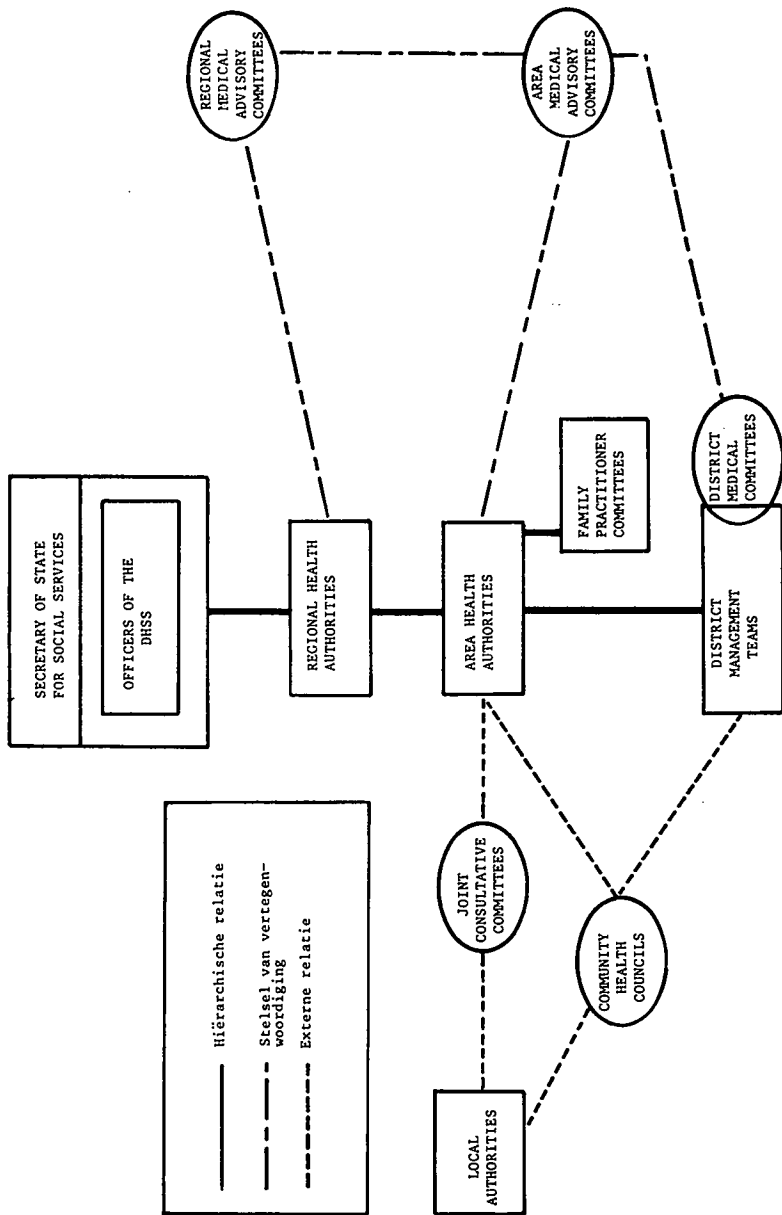 SECRETARY OF STATE
FOR SOCIAL SERVICES
OFFICERS OF THE
DHSS
Hiërarchische relatie
Stelsel van vertegen-
woordiging
Externe relatie
REGIONAL HEALTH
AUTHORITIES
REGIONAL
MEDICAL
ADVISORY
COMMITTEES
AREA HEALTH
AUTHORITIES
AREA
MEDICAL
ADVISORY
COMMITTEES
FAMILY
PRACTITIONER
COMMITTEES
LOCAL
AUTHORITIES
JOINT
CONSULTATIVE
COMMITTEES
COMMUNITY
HEALTH
COUNCILS
DISTRICT
MANAGEMENT
TEAMS
DISTRICT
MEDICAL
COMMITTEES